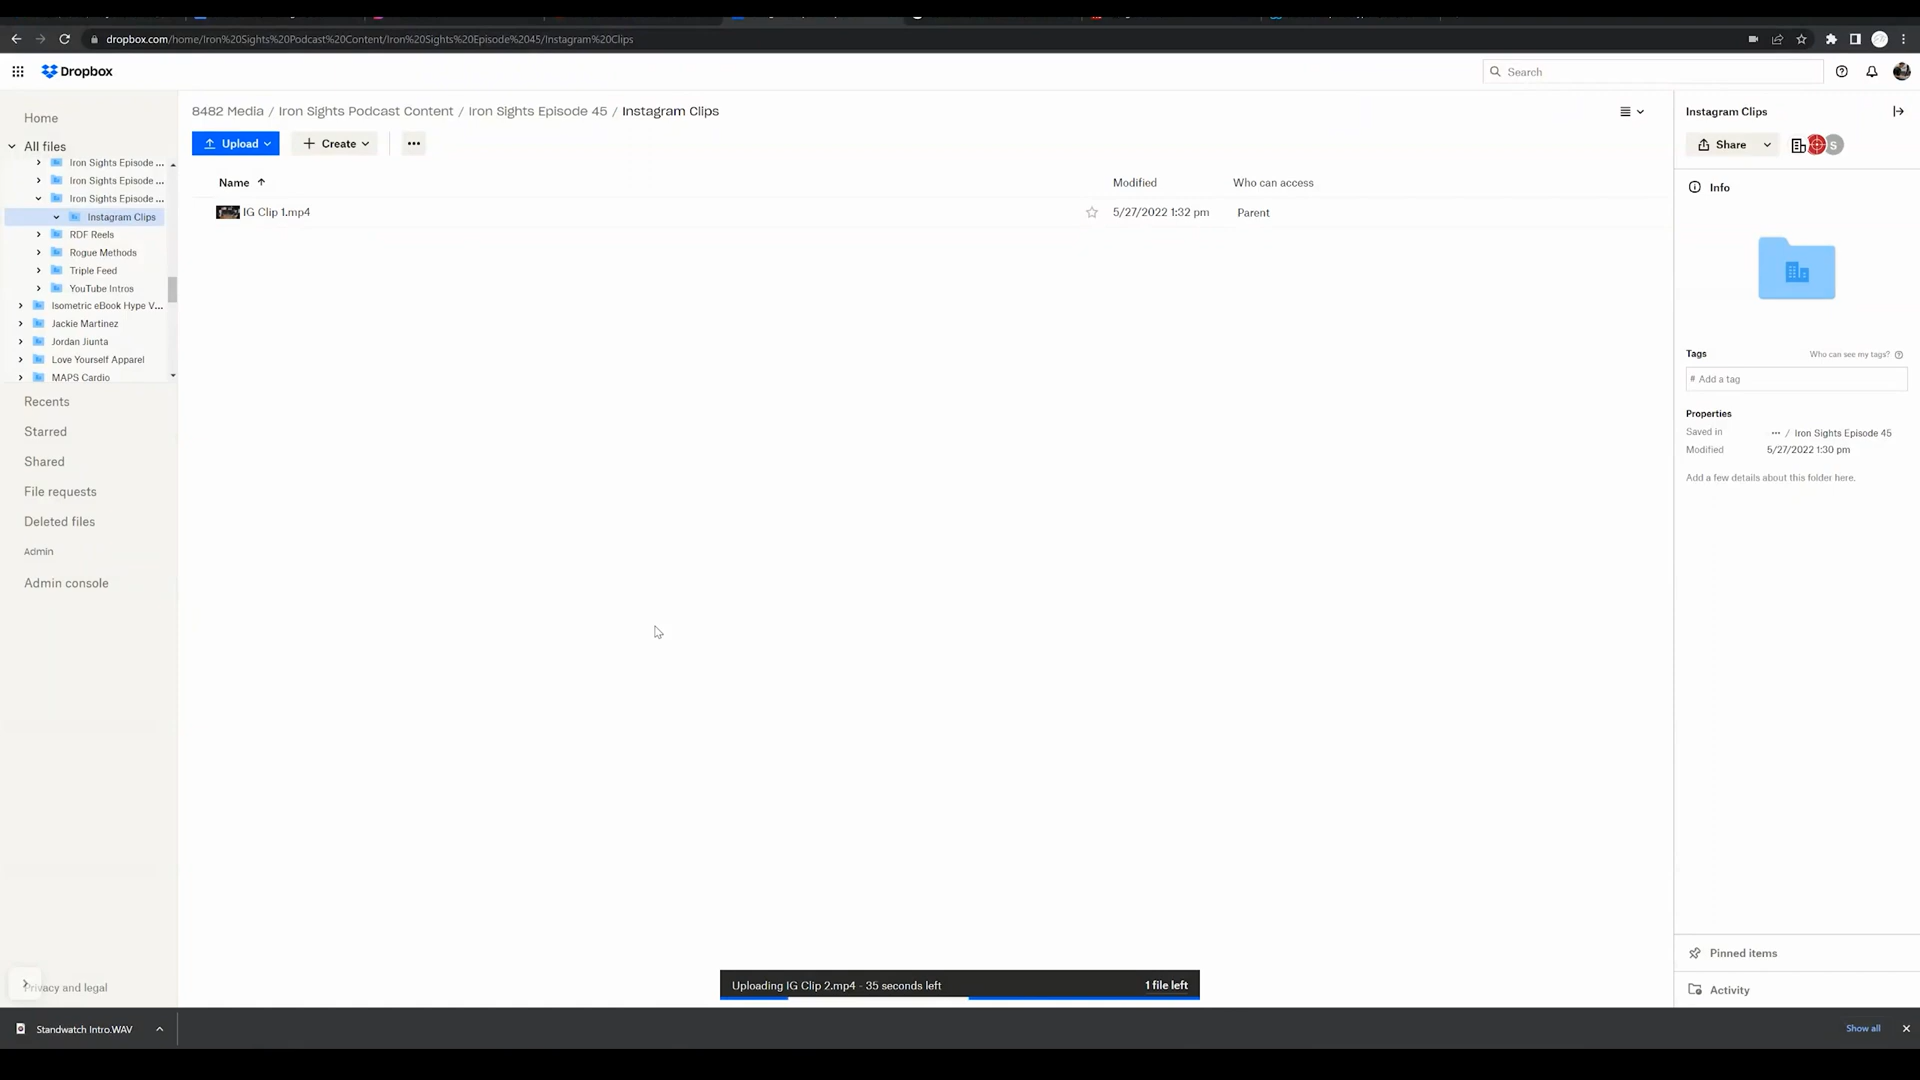 dropbox.com/home/Iron%20Sights%20Podcast%20Content/Iron%20Sights%20Episode%2045/Instagram%20Clips
Dropbox
Search
Home
All files
Iron Sights Episode ...
Iron Sights Episode ...
Iron Sights Episode ...
Instagram Clips
RDF Reels
Rogue Methods
Triple Feed
YouTube Intros
Isometric eBook Hype V...
Jackie Martinez
Jordan Jiunta
Love Yourself Apparel
MAPS Cardio
Recents
Starred
Shared
File requests
Deleted files
Admin
Admin console
Privacy and legal
8482 Media / Iron Sights Podcast Content / Iron Sights Episode 45 / Instagram Clips
Upload
Create
Name
Modified
Who can access
IG Clip 1.mp4
5/27/2022 1:32 pm
Parent
Instagram Clips
Share
S
Info
Tags
Who can see my tags?
# Add a tag
Properties
Saved in
... / Iron Sights Episode 45
Modified
5/27/2022 1:30 pm
Add a few details about this folder here.
Pinned items
Activity
Uploading IG Clip 2.mp4 - 35 seconds left
1 file left
Standwatch Intro.WAV
Show all